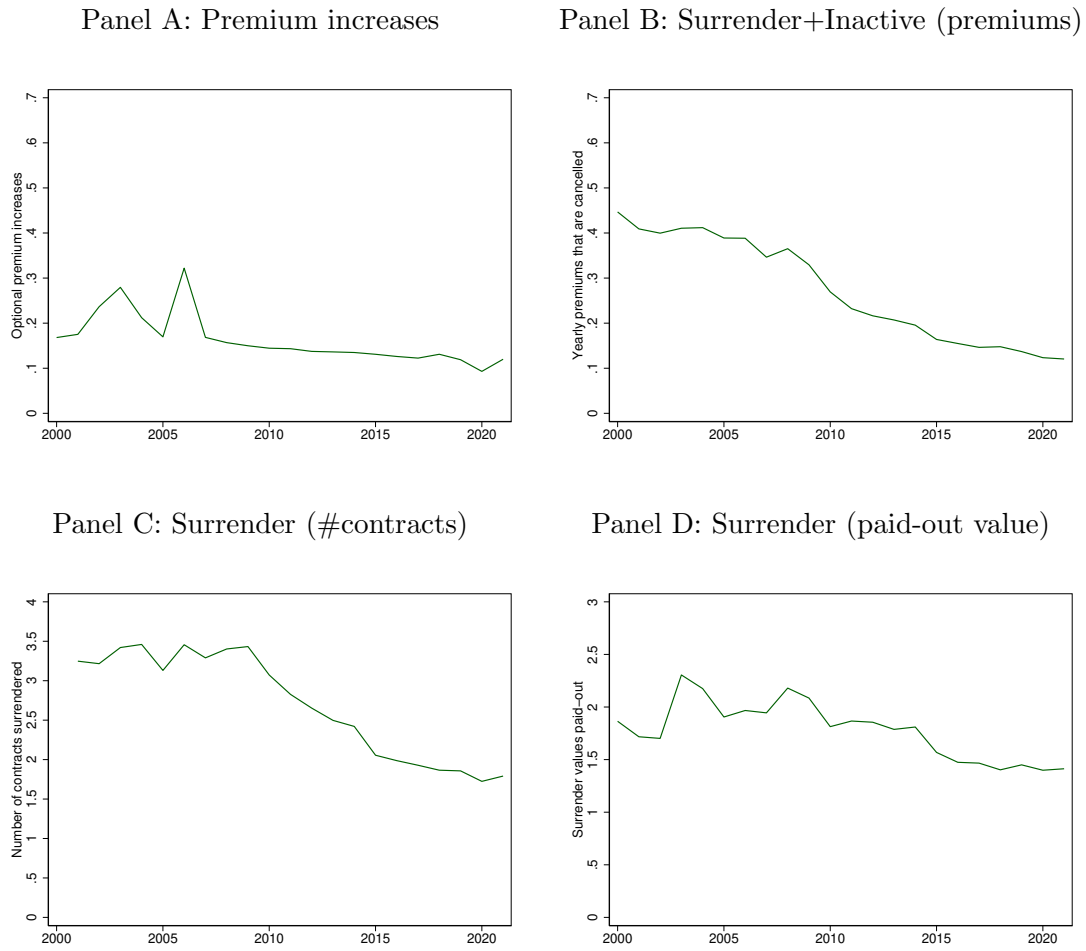 Panel A: Premium increases
Optional premium increases
.7
.6
.5
.4
.3
.2
.1
0
2000 2005 2010 2015 2020
Panel B: Surrender+Inactive (premiums)
Yearly premiums that are cancelled
.7
.6
.5
.4
.3
.2
.1
0
2000 2005 2010 2015 2020
Panel C: Surrender (#contracts)
Number of contracts surrendered
4
3.5
3
2.5
2
1.5
1
.5
0
2000 2005 2010 2015 2020
Panel D: Surrender (paid-out value)
Surrender values paid−out
3
2.5
2
1.5
1
.5
0
2000 2005 2010 2015 2020